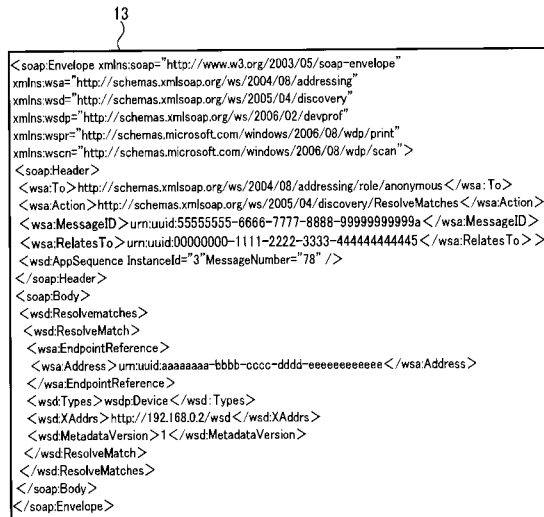 13
<soap:Envelope xmlns:soap="http://www.w3.org/2003/05/soap-envelope"
xmlns:wsa="http://schemas.xmlsoap.org/ws/2004/08/addressing"
xmlns:wsd="http://schemas.xmlsoap.org/ws/2005/04/discovery"
xmlns:wsdp="http://schemas.xmlsoap.org/ws/2006/02/devprof"
xmlns:wspr="http://schemas.microsoft.com/windows/2006/08/wdp/print"
xmlns:wscn="http://schemas.microsoft.com/windows/2006/08/wdp/scan">
<soap:Header>
<wsa:To>http://schemas.xmlsoap.org/ws/2004/08/addressing/role/anonymous</wsa:To>
<wsa:Action>http://schemas.xmlsoap.org/ws/2005/04/discovery/ResolveMatches</wsa:Action>
<wsa:MessageID>urn:uuid:55555555-6666-7777-8888-99999999999a</wsa:MessageID>
<wsa:RelatesTo>urn:uuid:00000000-1111-2222-3333-444444444445</wsa:RelatesTo>>
<wsd:AppSequence InstanceId="3"MessageNumber="78" />
</soap:Header>
<soap:Body>
<wsd:Resolvematches>
<wsd:ResolveMatch>
<wsa:EndpointReference>
<wsa:Address>urn:uuid:aaaaaaaa-bbbb-cccc-dddd-eeeeeeeeeeee</wsa:Address>
</wsa:EndpointReference>
<wsd:Types>wsdp:Device</wsd:Types>
<wsd:XAddrs>http://192.168.0.2/wsd</wsd:XAddrs>
<wsd:MetadataVersion>1</wsd:MetadataVersion>
</wsd:ResolveMatch>
</wsd:ResolveMatches>
</soap:Body>
</soap:Envelope>